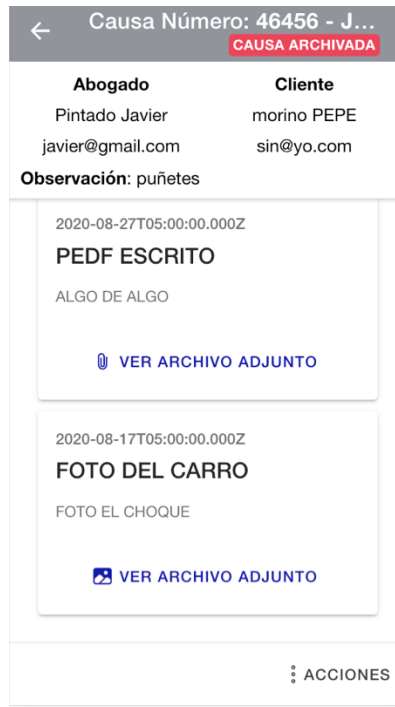 Causa Número: 46456 - J...
CAUSA ARCHIVADA
Abogado Cliente
Pintado Javier morino PEPE
javier@gmail.com sin@yo.com
Observación: puñetes
2020-08-27T05:00:00.000Z
PEDF ESCRITO
ALGO DE ALGO
VER ARCHIVO ADJUNTO
2020-08-17T05:00:00.000Z
FOTO DEL CARRO
FOTO EL CHOQUE
VER ARCHIVO ADJUNTO
ACCIONES